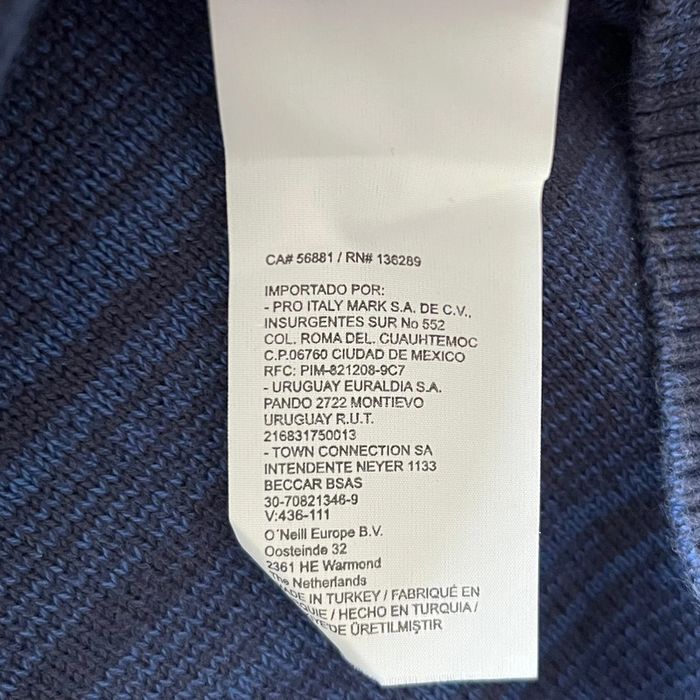 CA# 56881 / RN# 136289
IMPORTADO POR:
- PRO ITALY MARK S.A. DE C.V.,
INSURGENTES SUR No 552
COL. ROMA DEL. CUAUHTEMOC
C.P.06760 CIUDAD DE MEXICO
RFC: PIM-821208-9C7
- URUGUAY EURALDIA S.A.
PANDO 2722 MONTIEVO
URUGUAY R.U.T.
216831750013
- TOWN CONNECTION SA
INTENDENTE NEYER 1133
BECCAR BSAS
30-70821346-9
V:436-111
O'Neill Europe B.V.
Oosteinde 32
2361 HE Warmond
The Netherlands
MADE IN TURKEY / FABRIQUÉ EN
/ HECHO EN TURQUIA /
ÜRETILMIŞTIR